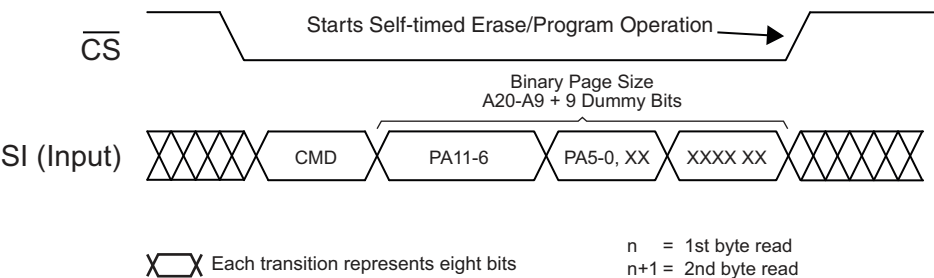 Starts Self-timed Erase/Program Operation
CS
Binary Page Size
A20-A9 + 9 Dummy Bits
SI (Input)
CMD
PA11-6
PA5-0, XX
XXXX XX
Each transition represents eight bits
n = 1st byte read
n+1 = 2nd byte read